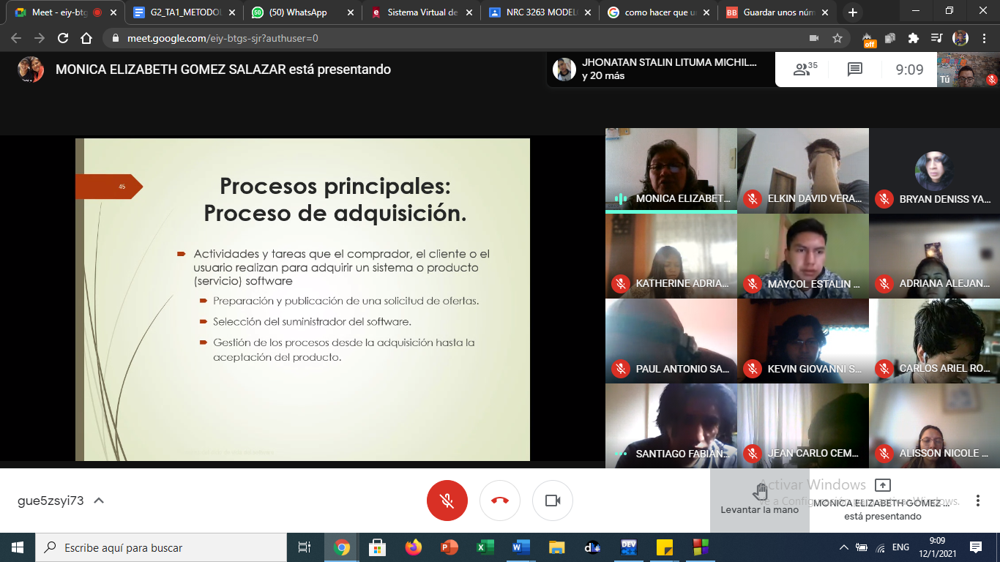 Meet - eiy-btg
G2_TA1_METODOL
(50) WhatsApp
Sistema Virtual de
NRC 3263 MODEL
como hacer que u
Guardar unos núm
meet.google.com/eiy-btgs-sjr?authuser=0
off
MONICA ELIZABETH GOMEZ SALAZAR está presentando
JHONATAN STALIN LITUMA MICHIL...
y 20 más
35
9:09
Tú
45
Procesos principales:
Proceso de adquisición.
Actividades y tareas que el comprador, el cliente o el
usuario realizan para adquirir un sistema o producto
(servicio) software
Preparación y publicación de una solicitud de ofertas.
Selección del suministrador del software.
Gestión de los procesos desde la adquisición hasta la
aceptación del producto.
MONICA ELIZABET...
ELKIN DAVID VERA...
BRYAN DENISS YA...
KATHERINE ADRIA...
MAYCOL ESTALIN ...
ADRIANA ALEJAN...
PAUL ANTONIO SA...
KEVIN GIOVANNI S...
CARLOS ARIEL RO...
SANTIAGO FABIAN...
JEAN CARLO CEM...
ALISSON NICOLE ...
gue5zsyi73
Levantar la mano
Activar Windows
Ve a Configuración para activar Windows.
MONICA ELIZABETH GOMEZ...
está presentando
Escribe aquí para buscar
DEV
ENG
9:09
12/1/2021